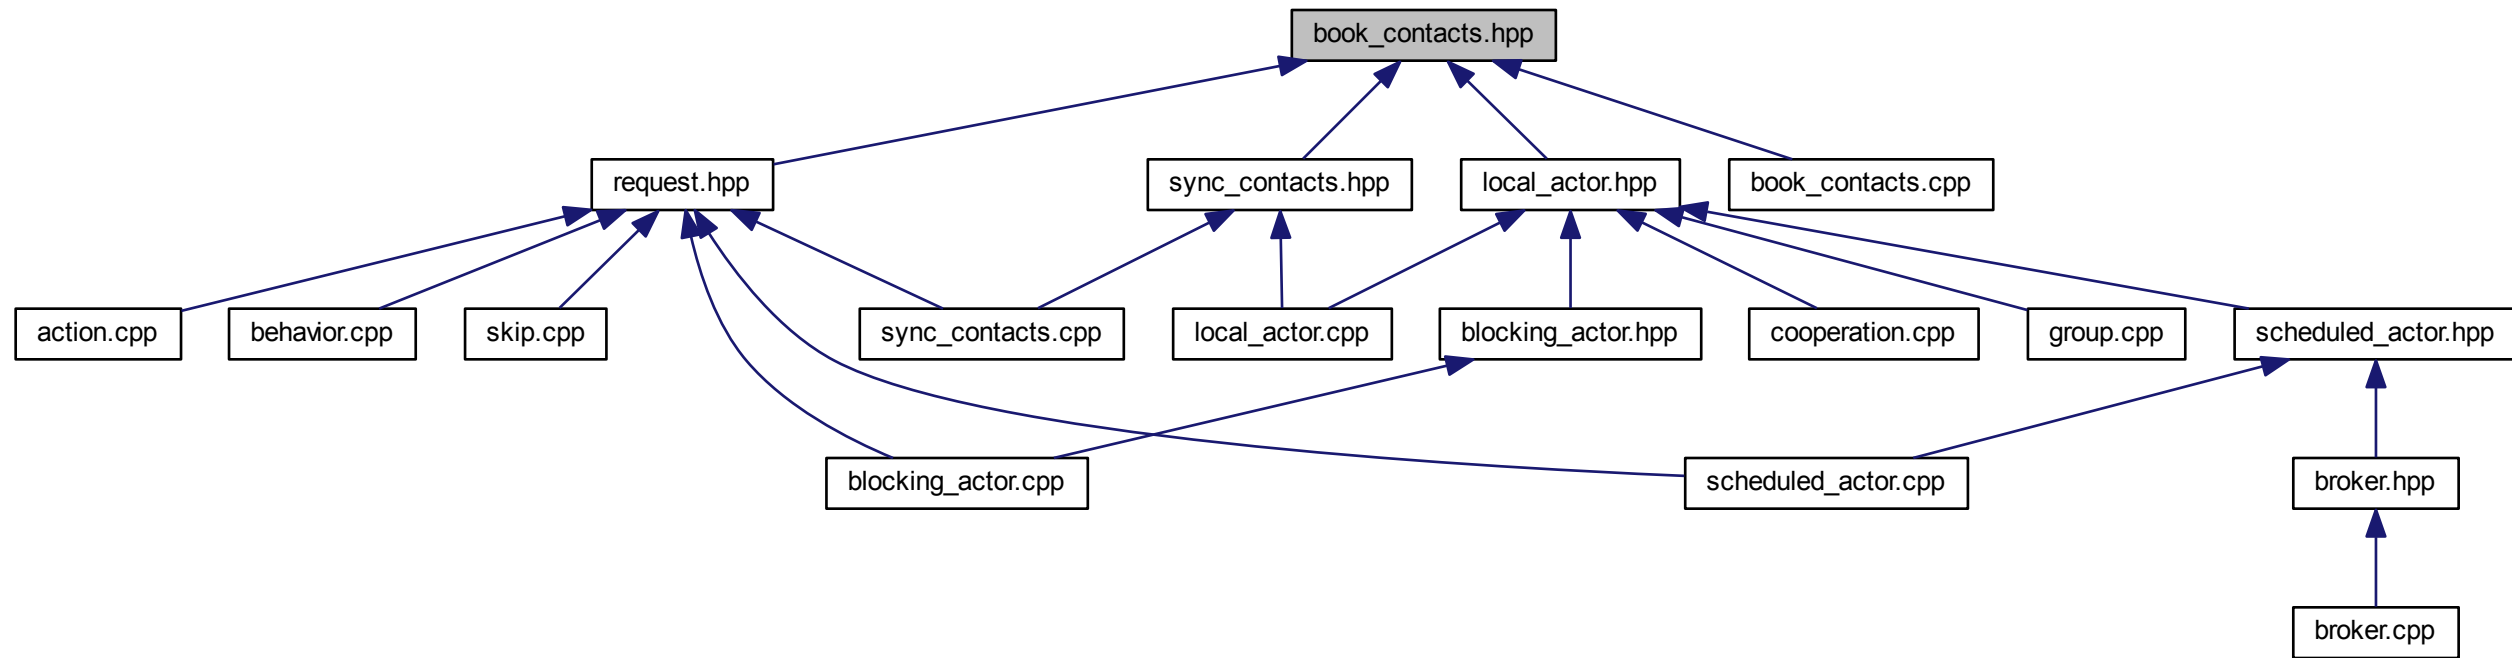 book_contacts.hpp
request.hpp
sync_contacts.hpp
local_actor.hpp
book_contacts.cpp
action.cpp
behavior.cpp
skip.cpp
sync_contacts.cpp
local_actor.cpp
blocking_actor.hpp
cooperation.cpp
group.cpp
scheduled_actor.hpp
blocking_actor.cpp
scheduled_actor.cpp
broker.hpp
broker.cpp